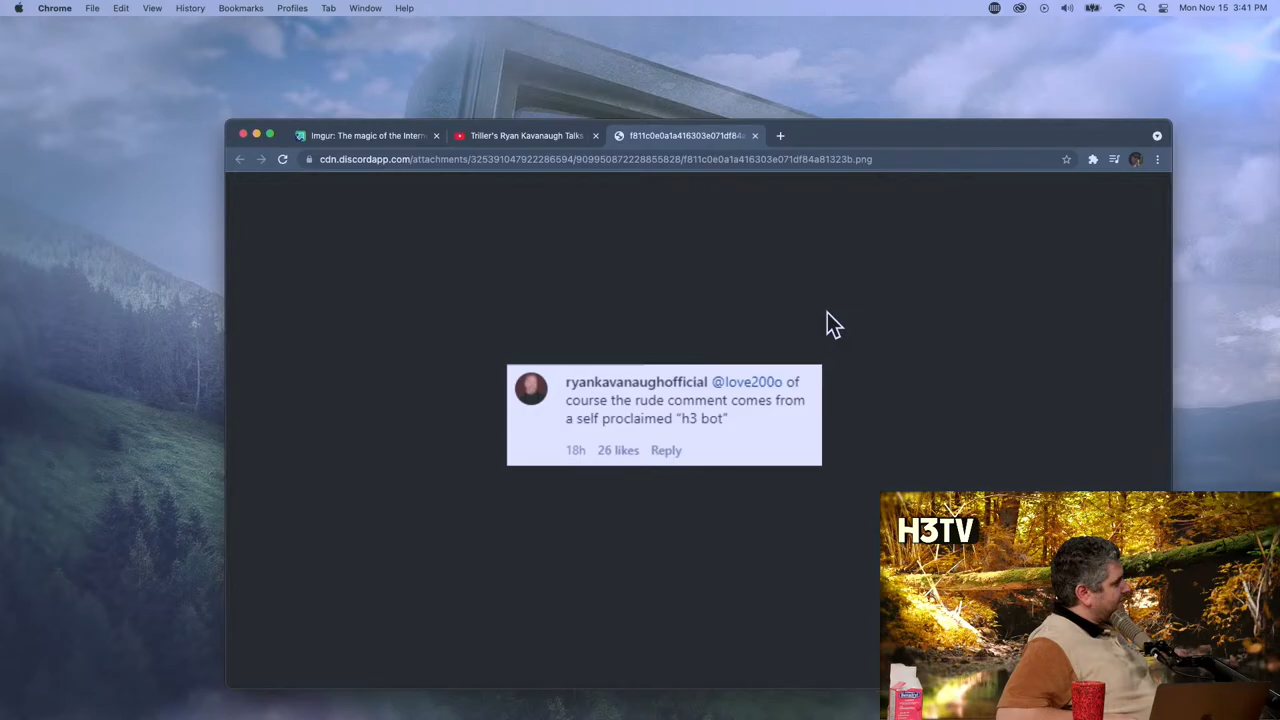 Chrome File Edit View History Bookmarks Profiles Tab Window Help
Mon Nov 15 3:41 PM
Imgur: The magic of the Intern
Triller's Ryan Kavanaugh Talks
f811c0e0a1a416303e071df84a
cdn.discordapp.com/attachments/325391047922286594/909950872228855828/f811c0e0a1a416303e071df84a81323b.png
ryankavanaughofficial @love200o of
course the rude comment comes from
a self proclaimed “h3 bot”
18h 26 likes Reply
H3TV